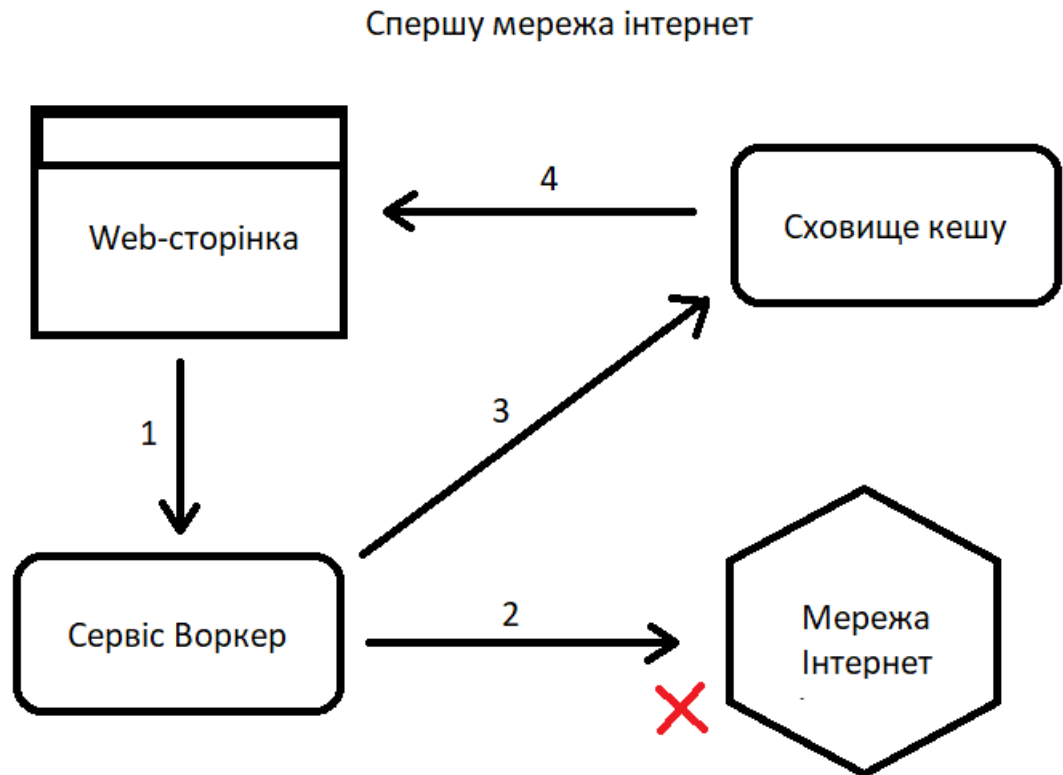 Спершу мережа інтернет
4
Web-сторінка
Сховище кешу
1
3
2
Сервіс Воркер
Мережа
Інтернет